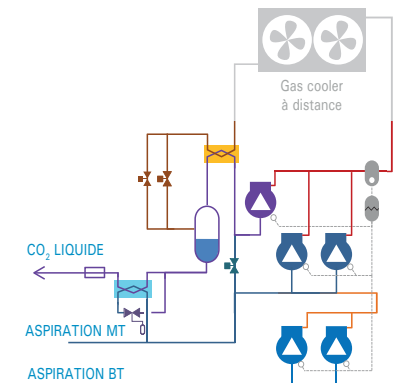 Gas cooler
à distance
CO2 LIQUIDE
ASPIRATION MT
ASPIRATION BT